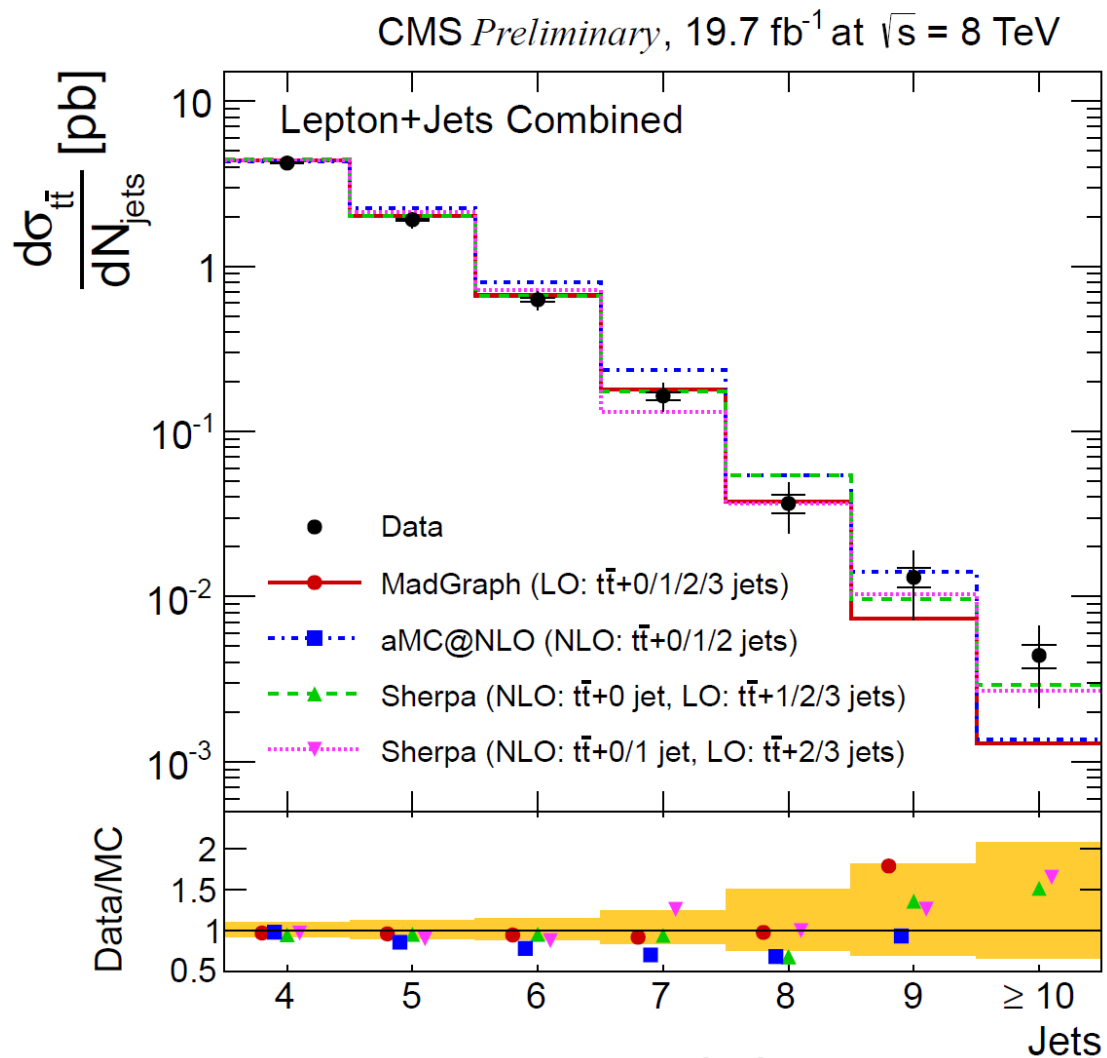 CMS Preliminary, 19.7 fb⁻¹ at √s = 8 TeV
dσtt̄
dNjets
[pb]
Lepton+Jets Combined
10
1
10⁻¹
10⁻²
10⁻³
Data
MadGraph (LO: tt̄+0/1/2/3 jets)
aMC@NLO (NLO: tt̄+0/1/2 jets)
Sherpa (NLO: tt̄+0 jet, LO: tt̄+1/2/3 jets)
Sherpa (NLO: tt̄+0/1 jet, LO: tt̄+2/3 jets)
Data/MC
2
1.5
1
0.5
4 5 6 7 8 9 ≥ 10
Jets